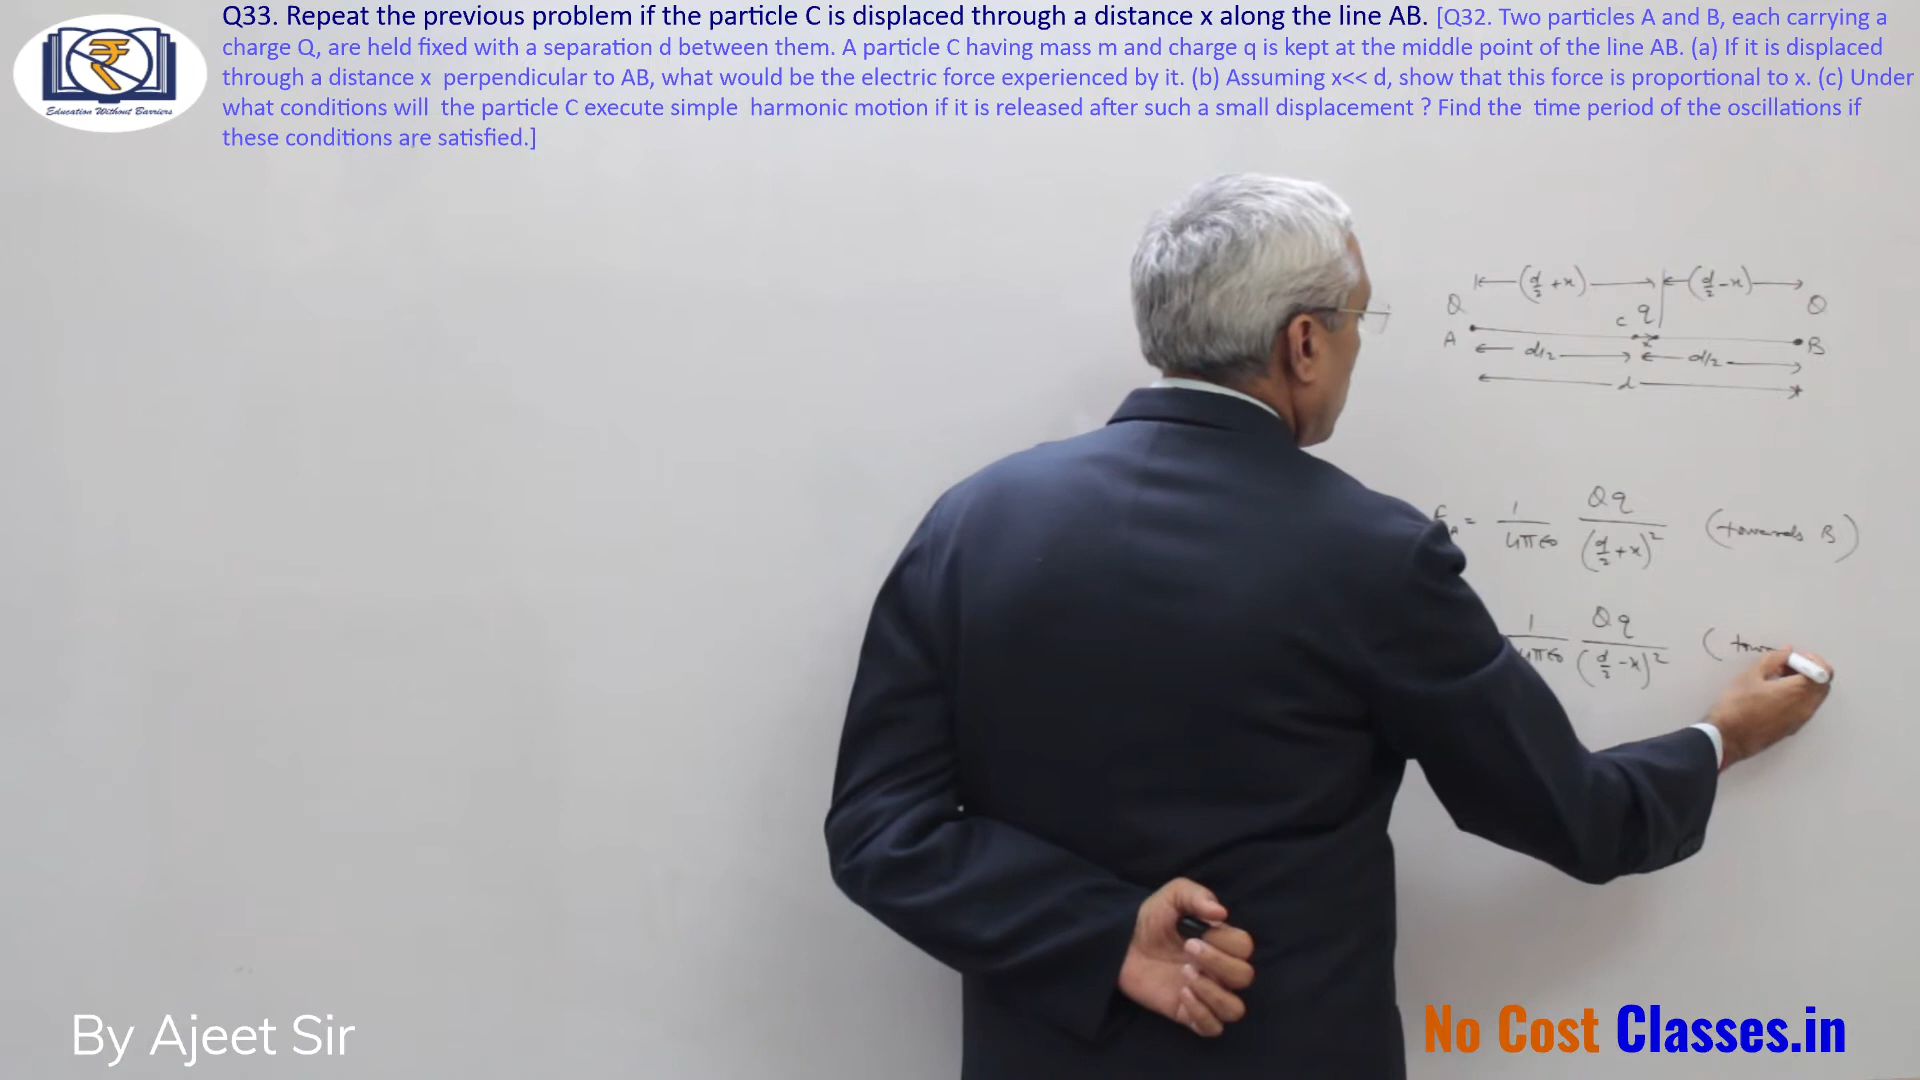 Q33. Repeat the previous problem if the particle C is displaced through a distance x along the line AB. [Q32. Two particles A and B, each carrying a
charge Q, are held fixed with a separation d between them. A particle C having mass m and charge q is kept at the middle point of the line AB. (a) If it is displaced
through a distance x perpendicular to AB, what would be the electric force experienced by it. (b) Assuming x<< d, show that this force is proportional to x. (c) Under
what conditions will the particle C execute simple harmonic motion if it is released after such a small displacement ? Find the time period of the oscillations if
these conditions are satisfied.]
Education Without Barriers
(d/2 + x) (d/2 - x)
Q c q Q
A x B
d/2 d/2
d
F_A = 1/4πε0 Qq/(d/2 + x)^2 (towards B)
1/4πε0 Qq/(d/2 - x)^2 (
By Ajeet Sir
No Cost Classes.in